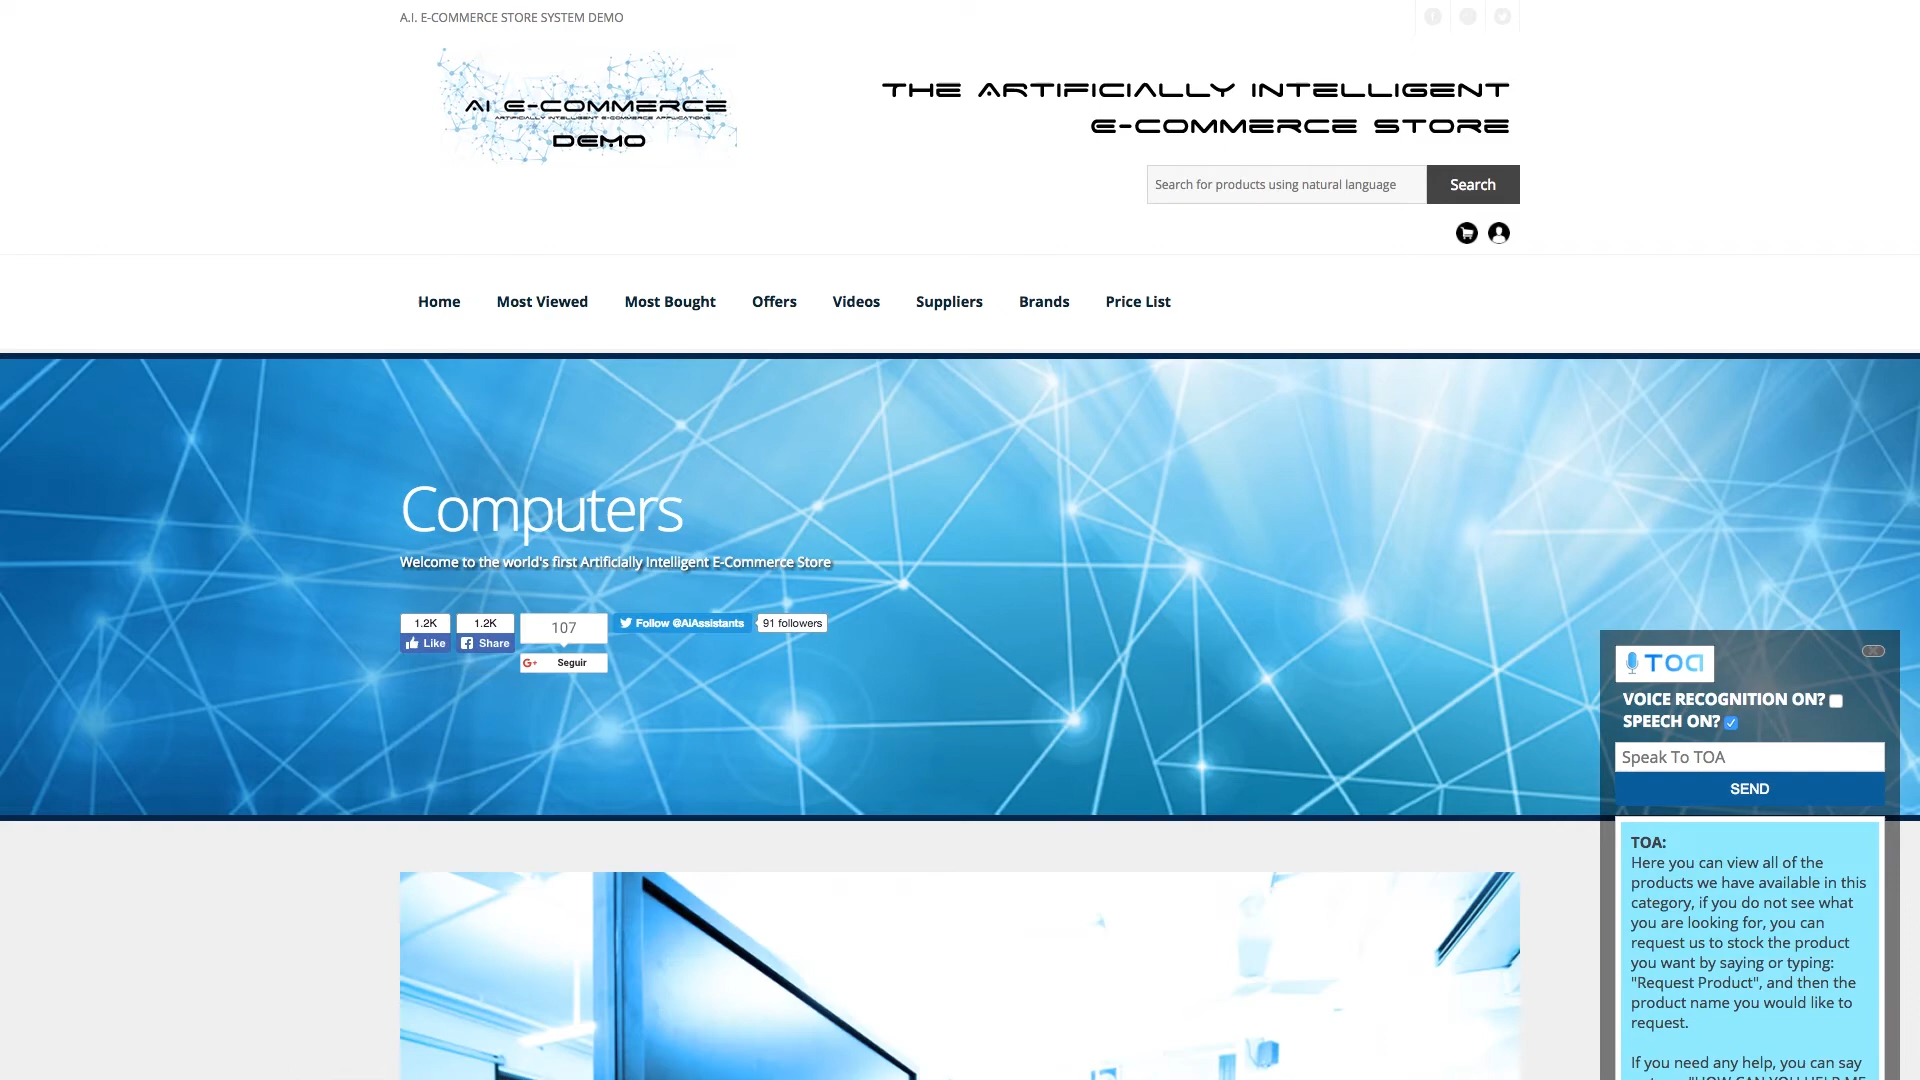 A.I. E-COMMERCE STORE SYSTEM DEMO
AI E-COMMERCE
ARTIFICIALLY INTELLIGENT E-COMMERCE APPLICATIONS
DEMO
THE ARTIFICIALLY INTELLIGENT
E-COMMERCE STORE
Search for products using natural language
Search
Home
Most Viewed
Most Bought
Offers
Videos
Suppliers
Brands
Price List
Computers
Welcome to the world's first Artificially Intelligent E-Commerce Store
1.2K
Like
1.2K
Share
107
G+ Seguir
Follow @AiAssistants
91 followers
TOA
VOICE RECOGNITION ON?
SPEECH ON?
Speak To TOA
SEND
TOA:
Here you can view all of the
products we have available in this
category, if you do not see what
you are looking for, you can
request us to stock the product
you want by saying or typing:
"Request Product", and then the
product name you would like to
request.
If you need any help, you can say
"HOW CAN YOU HELP ME